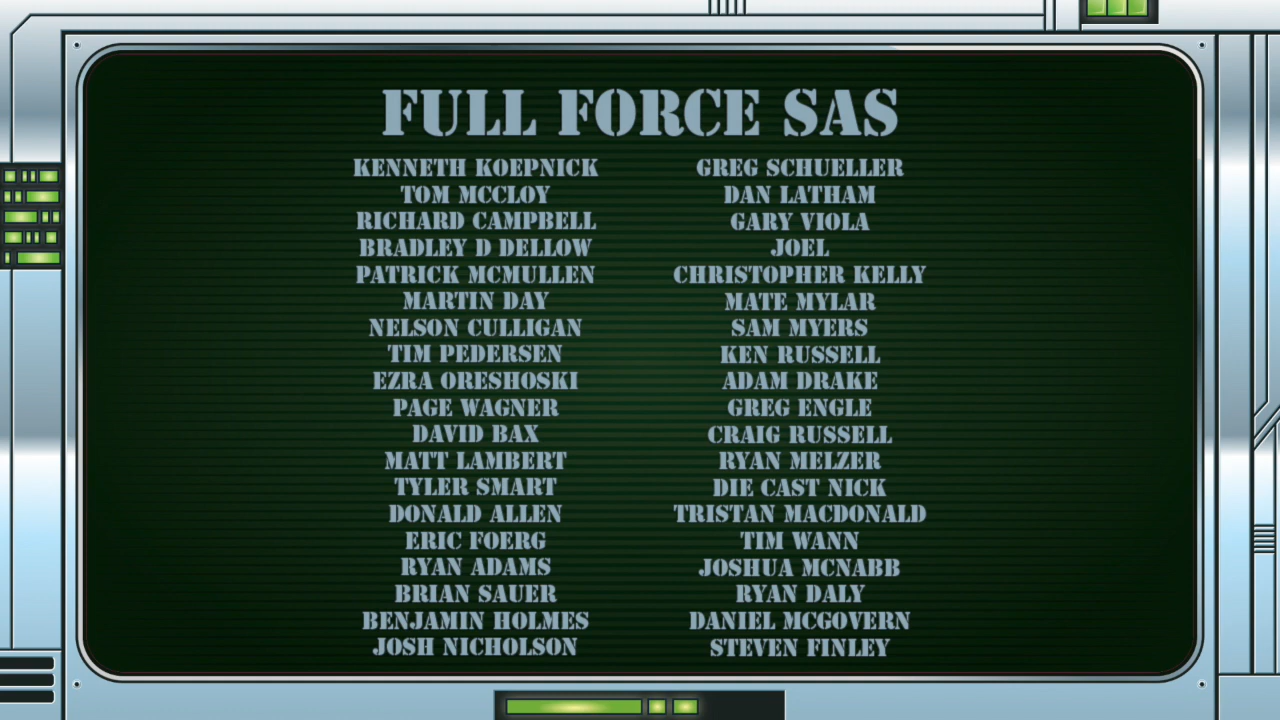 FULL FORCE SAS
KENNETH KOEPNICK
TOM MCCLOY
RICHARD CAMPBELL
BRADLEY D DELLOW
PATRICK MCMULLEN
MARTIN DAY
NELSON CULLIGAN
TIM PEDERSEN
EZRA ORESHOSKI
PAGE WAGNER
DAVID BAX
MATT LAMBERT
TYLER SMART
DONALD ALLEN
ERIC FOERG
RYAN ADAMS
BRIAN SAUER
BENJAMIN HOLMES
JOSH NICHOLSON
GREG SCHUELLER
DAN LATHAM
GARY VIOLA
JOEL
CHRISTOPHER KELLY
MATE MYLAR
SAM MYERS
KEN RUSSELL
ADAM DRAKE
GREG ENGLE
CRAIG RUSSELL
RYAN MELZER
DIE CAST NICK
TRISTAN MACDONALD
TIM WANN
JOSHUA MCNABB
RYAN DALY
DANIEL MCGOVERN
STEVEN FINLEY